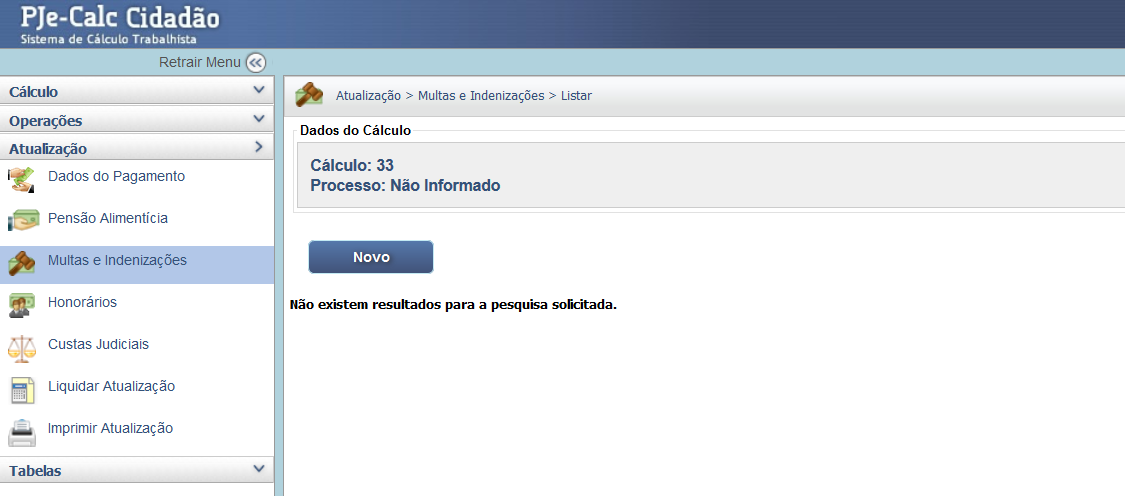 PJe-Calc Cidadão
Sistema de Cálculo Trabalhista
Retrair Menu
Cálculo
Operações
Atualização
Dados do Pagamento
Pensão Alimentícia
Multas e Indenizações
Honorários
Custas Judiciais
Liquidar Atualização
Imprimir Atualização
Tabelas
Atualização > Multas e Indenizações > Listar
Dados do Cálculo
Cálculo: 33
Processo: Não Informado
Novo
Não existem resultados para a pesquisa solicitada.